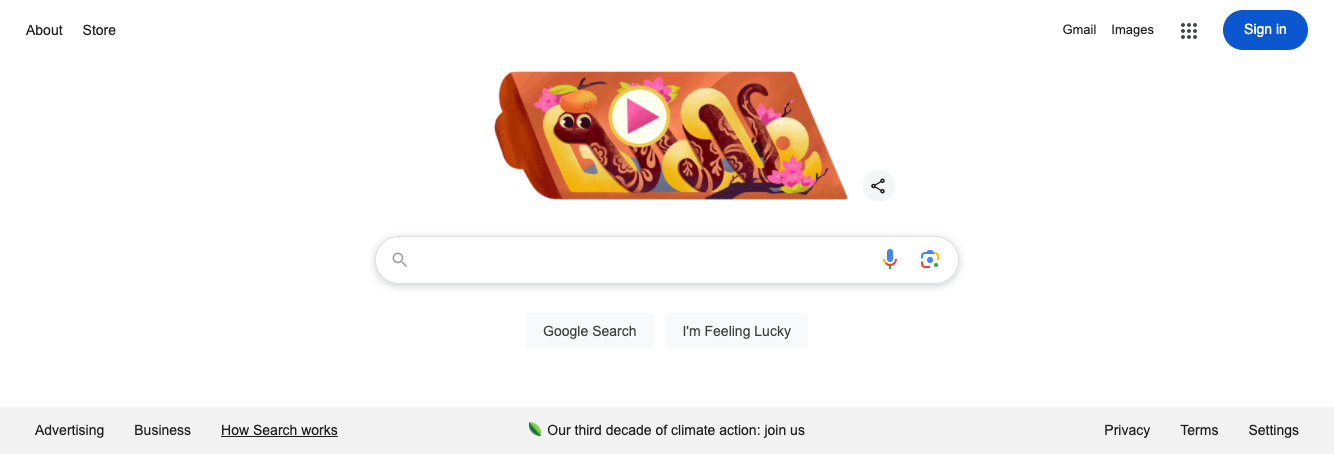 About Store
Gmail Images Sign in
Google Search I'm Feeling Lucky
Advertising Business How Search works
Our third decade of climate action: join us
Privacy Terms Settings